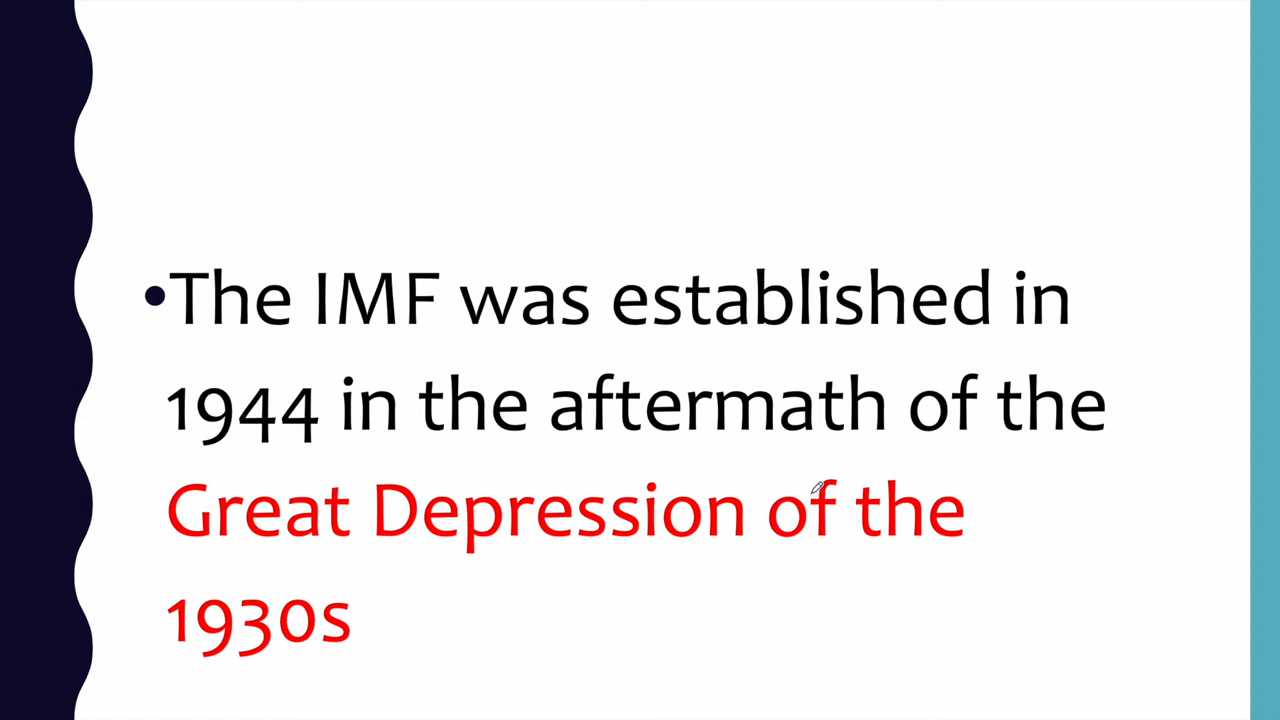 •The IMF was established in
1944 in the aftermath of the
Great Depression of the
1930s